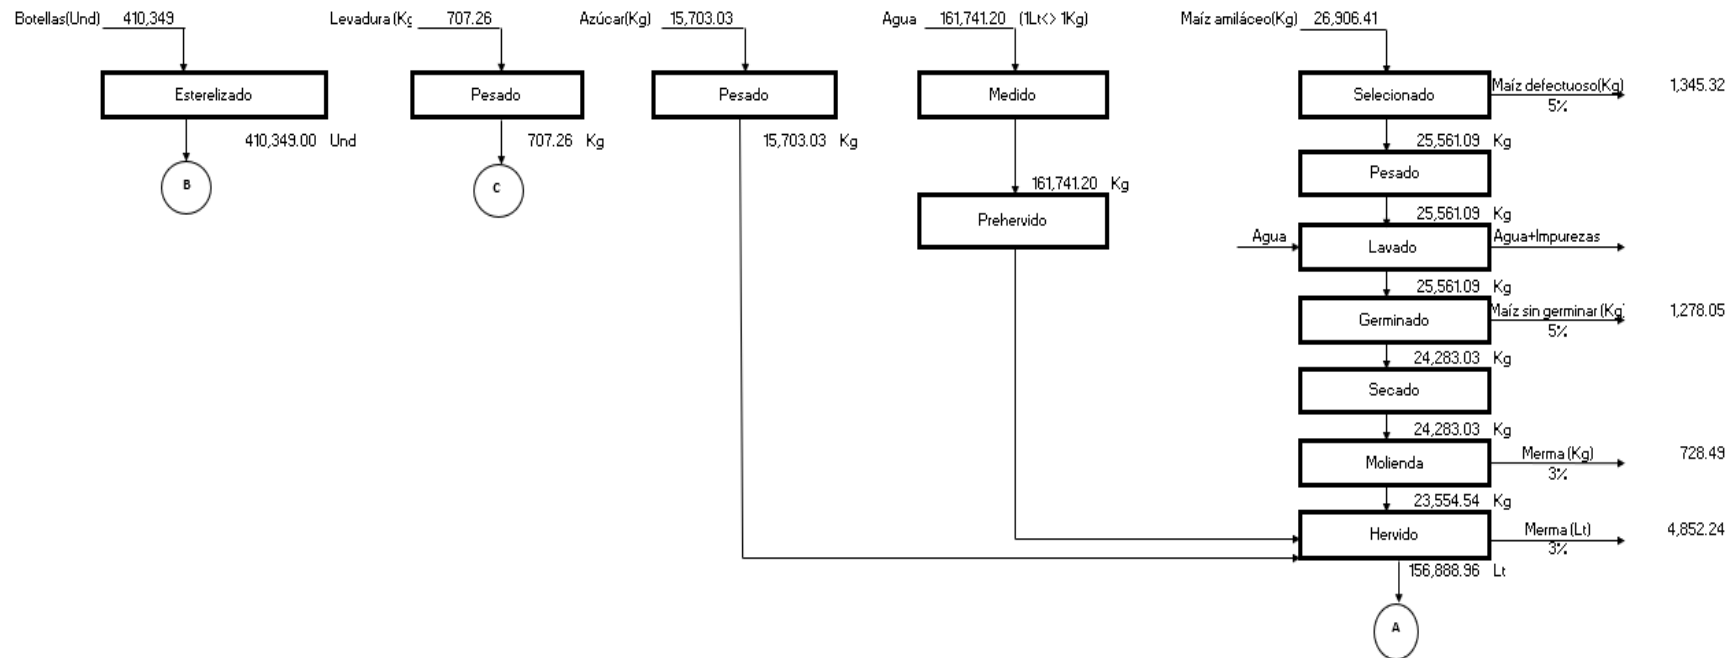 Botellas(Und) 410,349
Levadura (Kg 707.26
Azúcar(Kg) 15,703.03
Agua 161,741.20 (1Lt<> 1Kg)
Maíz amiláceo(Kg) 26,906.41
Esterelizado
Pesado
Pesado
Medido
Selecionado
Maíz defectuoso(Kg) 1,345.32
5%
410,349.00 Und
707.26 Kg
15,703.03 Kg
25,561.09 Kg
B
C
Pesado
161,741.20 Kg
Prehervido
25,561.09 Kg
Agua
Lavado
Agua+Impurezas
25,561.09 Kg
Germinado
Maíz sin germinar (Kg) 1,278.05
5%
24,283.03 Kg
Secado
24,283.03 Kg
Molienda
Merma (Kg) 728.49
3%
23,554.54 Kg
Hervido
Merma (Lt) 4,852.24
3%
156,888.96 Lt
A